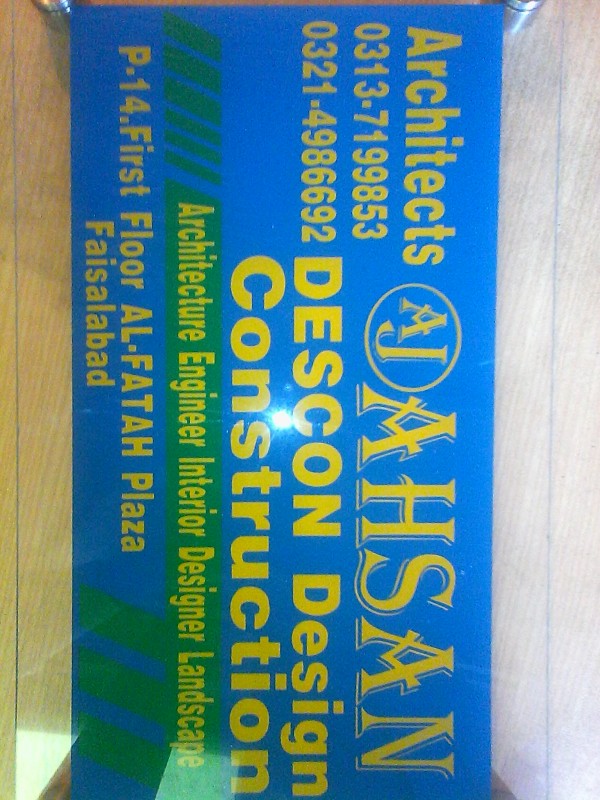 Architects AJ AHSAN
0313-7199853
0321-4986692
DESCON Design
Construction
Architecture Engineer Interior Designer Landscape
P-14.First Floor AL-FATAH Plaza
Faisalabad